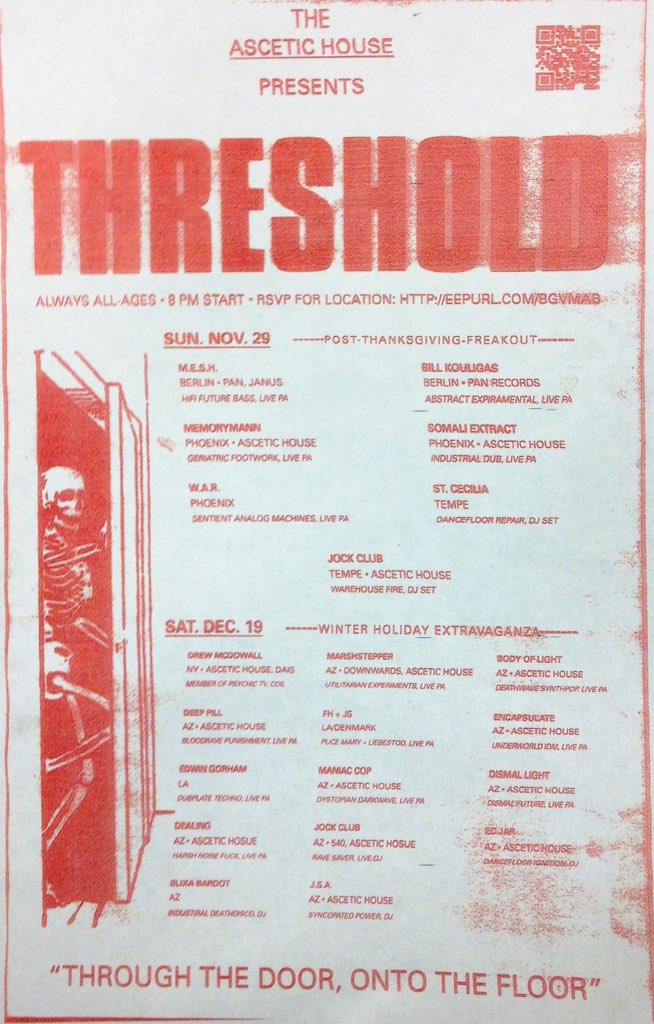 THE
ASCETIC HOUSE
PRESENTS
THRESHOLD
ALWAYS ALL-AGES • 8 PM START • RSVP FOR LOCATION: HTTP://EEPURL.COM/BGVMAB
SUN. NOV. 29 ------POST-THANKSGIVING-FREAKOUT-------
M.E.S.H.
BERLIN • PAN, JANUS
HIFI FUTURE BASS, LIVE PA
BILL KOULIGAS
BERLIN • PAN RECORDS
ABSTRACT EXPIRAMENTAL, LIVE PA
MEMORYMANN
PHOENIX • ASCETIC HOUSE
GERIATRIC FOOTWORK, LIVE PA
SOMALI EXTRACT
PHOENIX • ASCETIC HOUSE
INDUSTRIAL DUB, LIVE PA
W.A.R.
PHOENIX
SENTIENT ANALOG MACHINES, LIVE PA
ST. CECILIA
TEMPE
DANCEFLOOR REPAIR, DJ SET
JOCK CLUB
TEMPE • ASCETIC HOUSE
WAREHOUSE FIRE, DJ SET
SAT. DEC. 19 ------WINTER HOLIDAY EXTRAVAGANZA-------
DREW MCDOWALL
NY • ASCETIC HOUSE, DAIS
MEMBER OF PSYCHIC TV, COIL
MARSHSTEPPER
AZ • DOWNWARDS, ASCETIC HOUSE
UTILITARIAN EXPERIMENTS, LIVE PA
BODY OF LIGHT
AZ • ASCETIC HOUSE
DEATHWAVE SYNTHPOP, LIVE PA
DEEP PILL
AZ • ASCETIC HOUSE
BLOODRAVE PUNISHMENT, LIVE PA
FH + JS
LA/DENMARK
PUCE MARY + LIEBESTOD, LIVE PA
ENCAPSULATE
AZ • ASCETIC HOUSE
UNDERWORLD IDM, LIVE PA
EDWIN GORHAM
LA
DUBPLATE TECHNO, LIVE PA
MANIAC COP
AZ • ASCETIC HOUSE
DYSTOPIAN DARKWAVE, LIVE PA
DISMAL LIGHT
AZ • ASCETIC HOUSE
DISMAL FUTURE, LIVE PA
DEALING
AZ • ASCETIC HOSUE
HARSH NOISE FUCK, LIVE PA
JOCK CLUB
AZ • 540, ASCETIC HOSUE
RAVE SAVER, LIVE DJ
EC JAR
AZ • ASCETIC HOUSE
DANCEFLOOR IGNITION, DJ
BLIXA BARDOT
AZ
INDUSTIRAL DEATHDISCO, DJ
J.S.A.
AZ • ASCETIC HOUSE
SYNCOPATED POWER, DJ
"THROUGH THE DOOR, ONTO THE FLOOR"